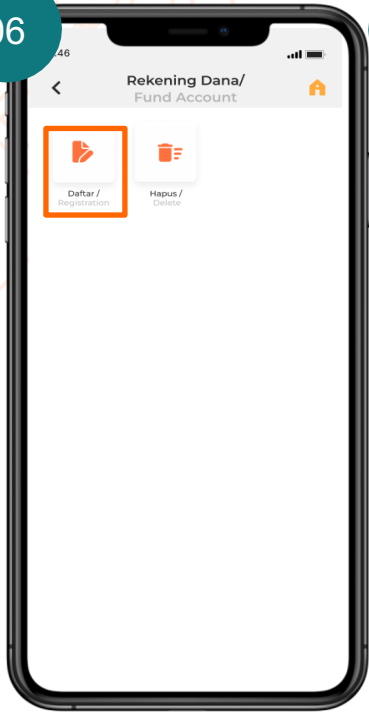 06
:46
Rekening Dana/
Fund Account
Daftar /
Registration
Hapus /
Delete